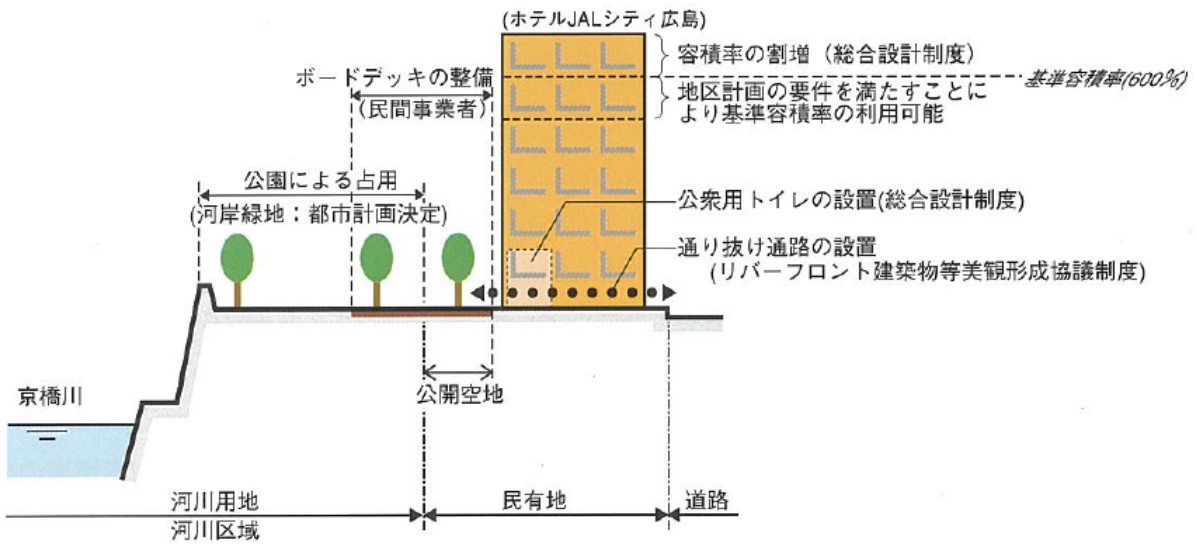 (ホテルJALシティ広島)
容積率の割増（総合設計制度）
基準容積率(600%)
ボードデッキの整備
(民間事業者)
地区計画の要件を満たすことに
より基準容積率の利用可能
公園による占用
(河岸緑地：都市計画決定)
公衆用トイレの設置(総合設計制度)
通り抜け通路の設置
(リバーフロント建築物等美観形成協議制度)
公開空地
京橋川
河川用地
民有地
道路
河川区域